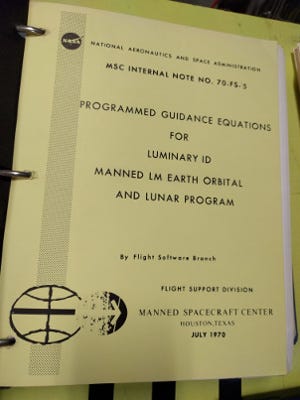 NASA
NATIONAL AERONAUTICS AND SPACE ADMINISTRATION
MSC INTERNAL NOTE NO. 70-FS-5
PROGRAMMED GUIDANCE EQUATIONS
FOR
LUMINARY ID
MANNED LM EARTH ORBITAL
AND LUNAR PROGRAM
By Flight Software Branch
FLIGHT SUPPORT DIVISION
MANNED SPACECRAFT CENTER
HOUSTON, TEXAS
JULY 1970